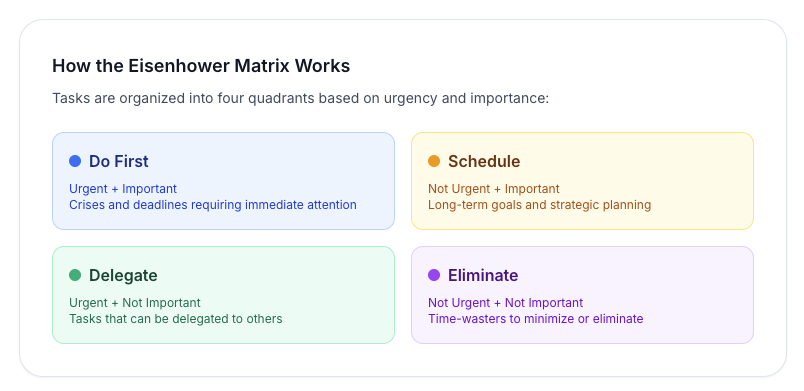 How the Eisenhower Matrix Works
Tasks are organized into four quadrants based on urgency and importance:
Do First
Urgent + Important
Crises and deadlines requiring immediate attention
Schedule
Not Urgent + Important
Long-term goals and strategic planning
Delegate
Urgent + Not Important
Tasks that can be delegated to others
Eliminate
Not Urgent + Not Important
Time-wasters to minimize or eliminate